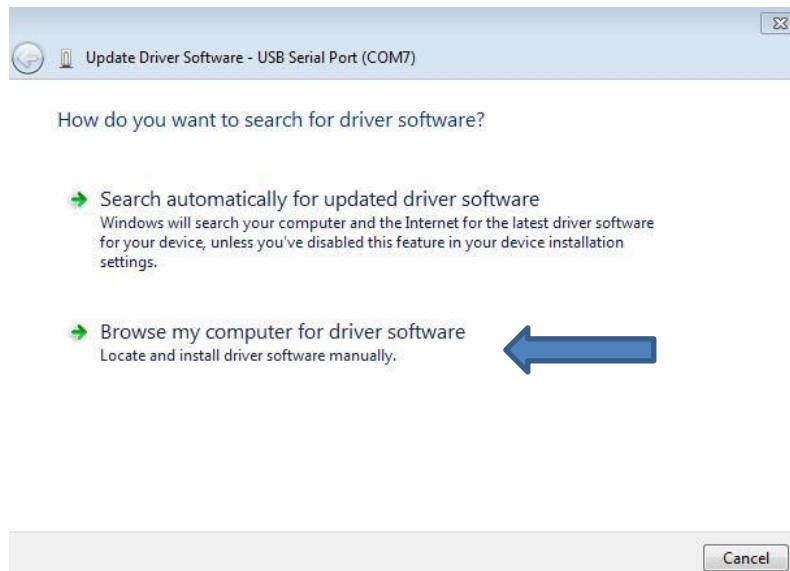 Update Driver Software - USB Serial Port (COM7)
How do you want to search for driver software?
Search automatically for updated driver software
Windows will search your computer and the Internet for the latest driver software
for your device, unless you've disabled this feature in your device installation
settings.
Browse my computer for driver software
Locate and install driver software manually.
Cancel